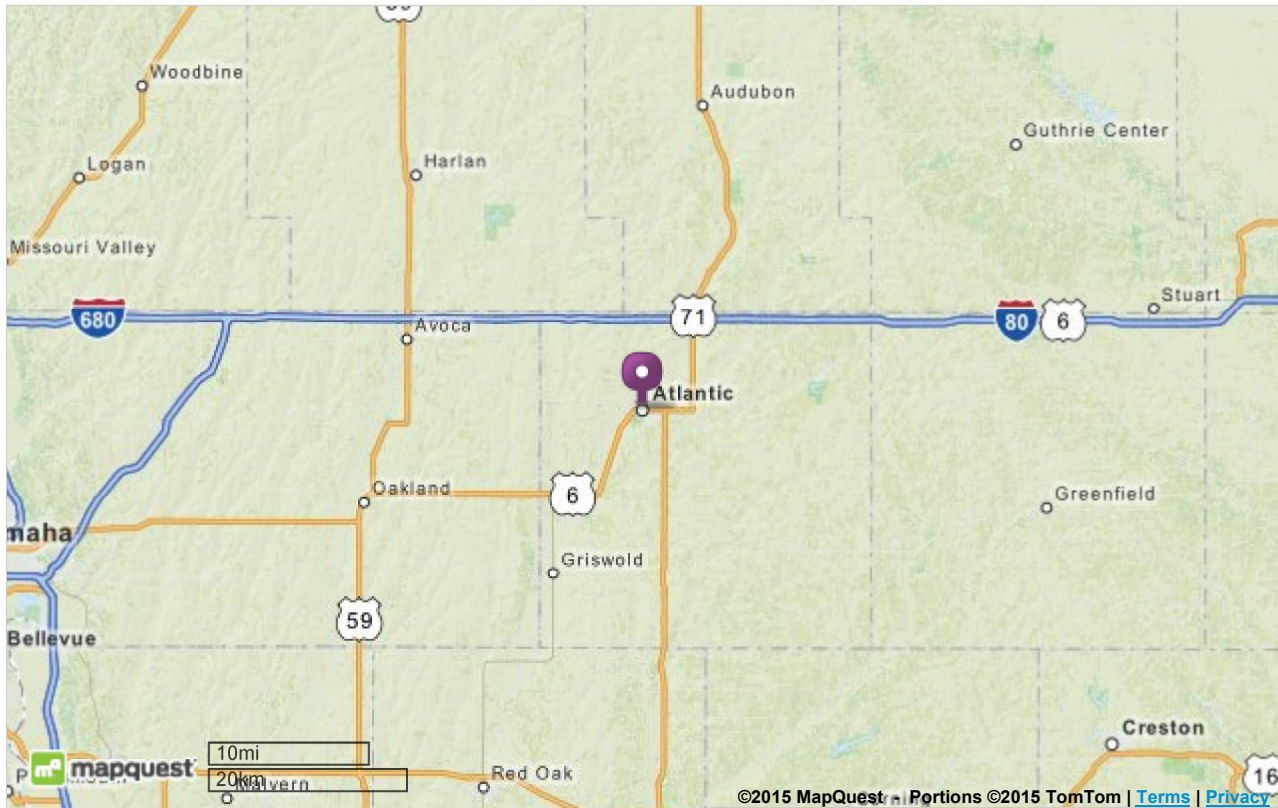 Woodbine
Audubon
Guthrie Center
Harlan
Logan
Missouri Valley
Stuart
680
71
80
6
Avoca
Atlantic
Oakland
6
Greenfield
maha
Griswold
59
Bellevue
Creston
10mi
mapquest
Red Oak
16
20km
Malvern
©2015 MapQuest - Portions ©2015 TomTom | Terms | Privacy